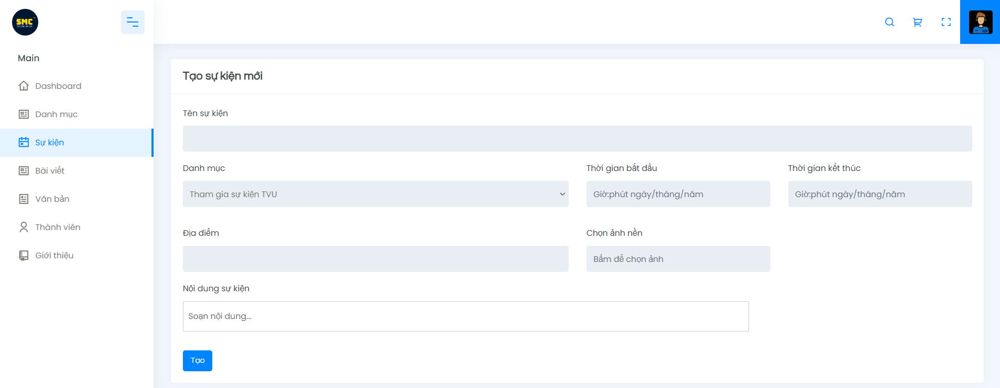 SMC
SOCIAL MEDIA
Main
Dashboard
Danh mục
Sự kiện
Bài viết
Văn bản
Thành viên
Giới thiệu
Tạo sự kiện mới
Tên sự kiện
Danh mục
Thời gian bắt đầu
Thời gian kết thúc
Tham gia sự kiện TVU
Giờ:phút ngày/tháng/năm
Giờ:phút ngày/tháng/năm
Địa điểm
Chọn ảnh nền
Bấm để chọn ảnh
Nội dung sự kiện
Soạn nội dung...
Tạo